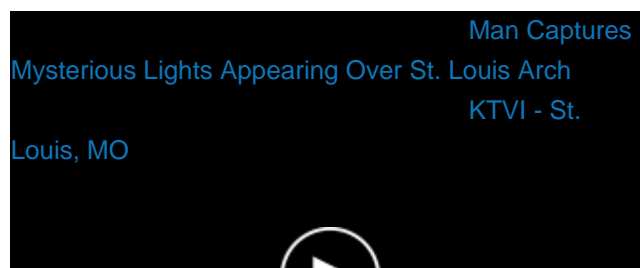 Man Captures
Mysterious Lights Appearing Over St. Louis Arch
KTVI - St.
Louis, MO